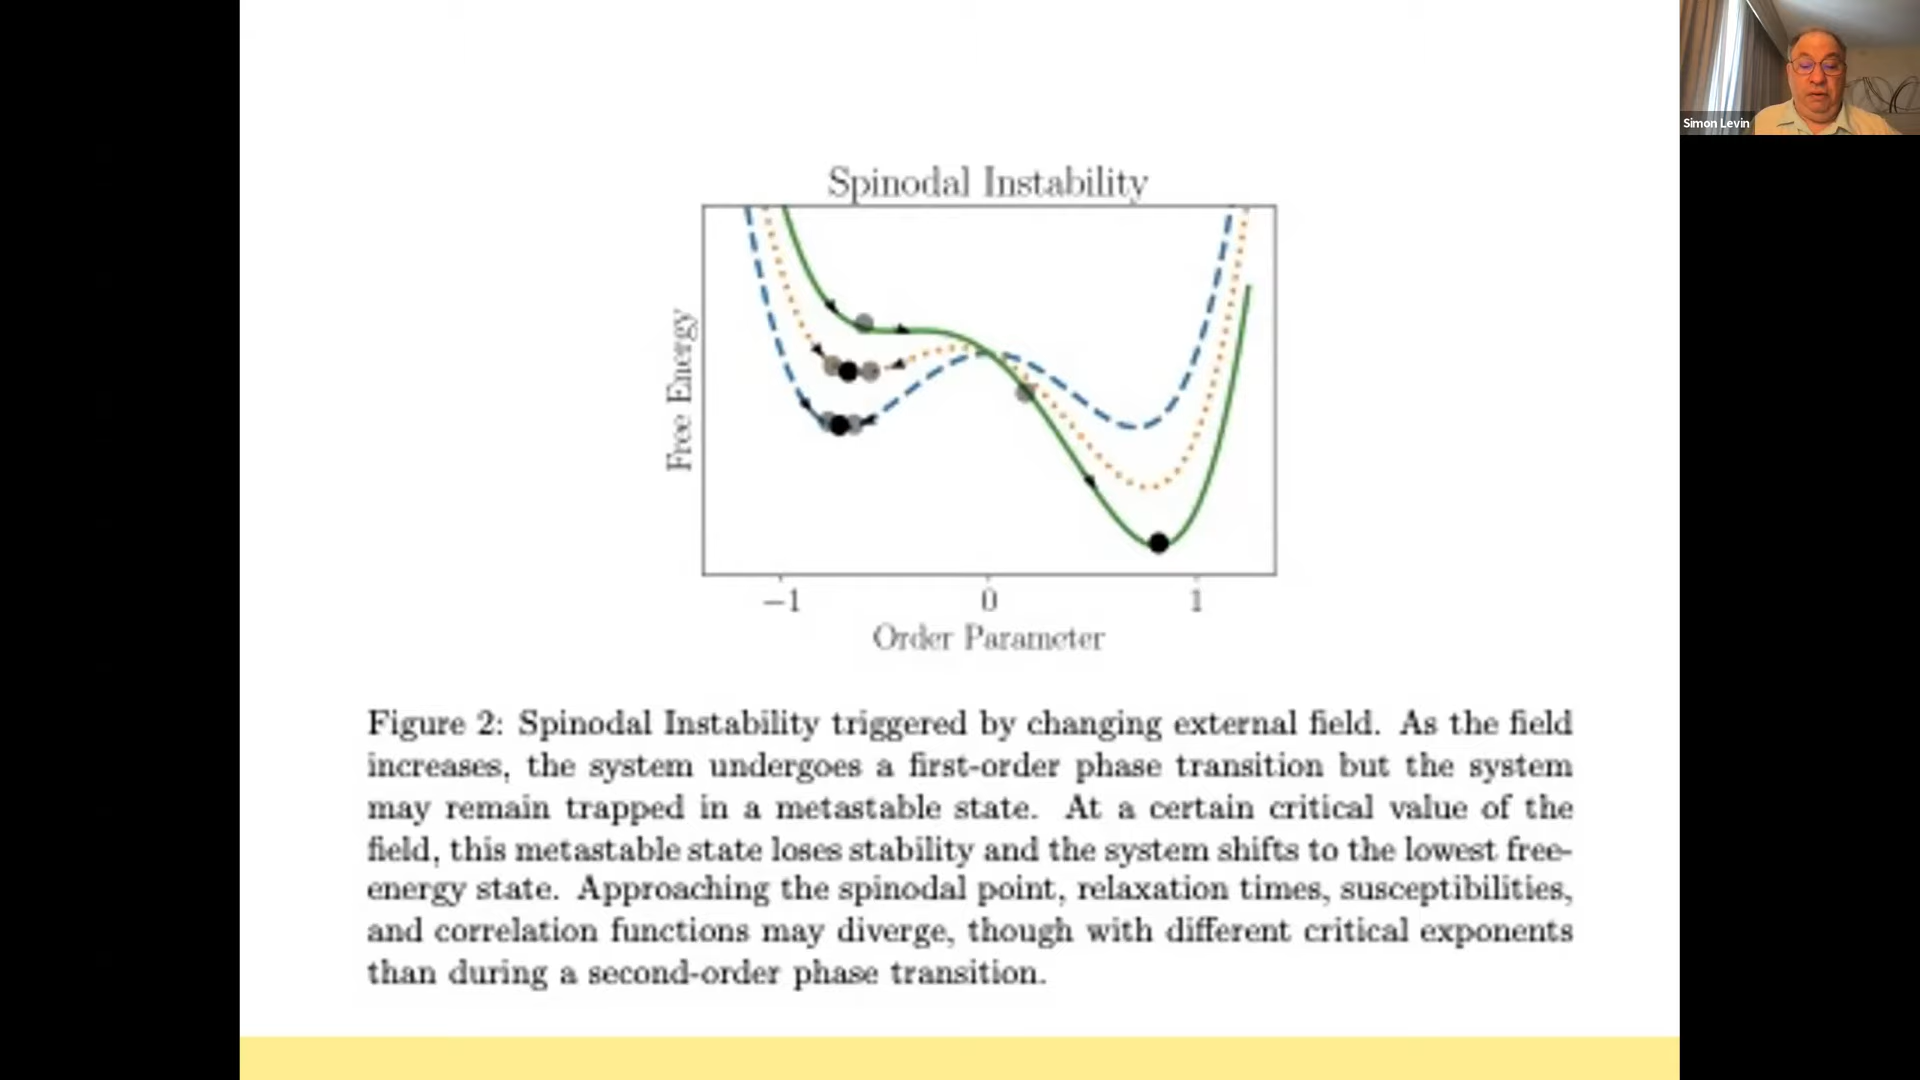 Simon Levin
Spinodal Instability
Free Energy
−1
0
1
Order Parameter
Figure 2: Spinodal Instability triggered by changing external field. As the field
increases, the system undergoes a first-order phase transition but the system
may remain trapped in a metastable state. At a certain critical value of the
field, this metastable state loses stability and the system shifts to the lowest free-
energy state. Approaching the spinodal point, relaxation times, susceptibilities,
and correlation functions may diverge, though with different critical exponents
than during a second-order phase transition.